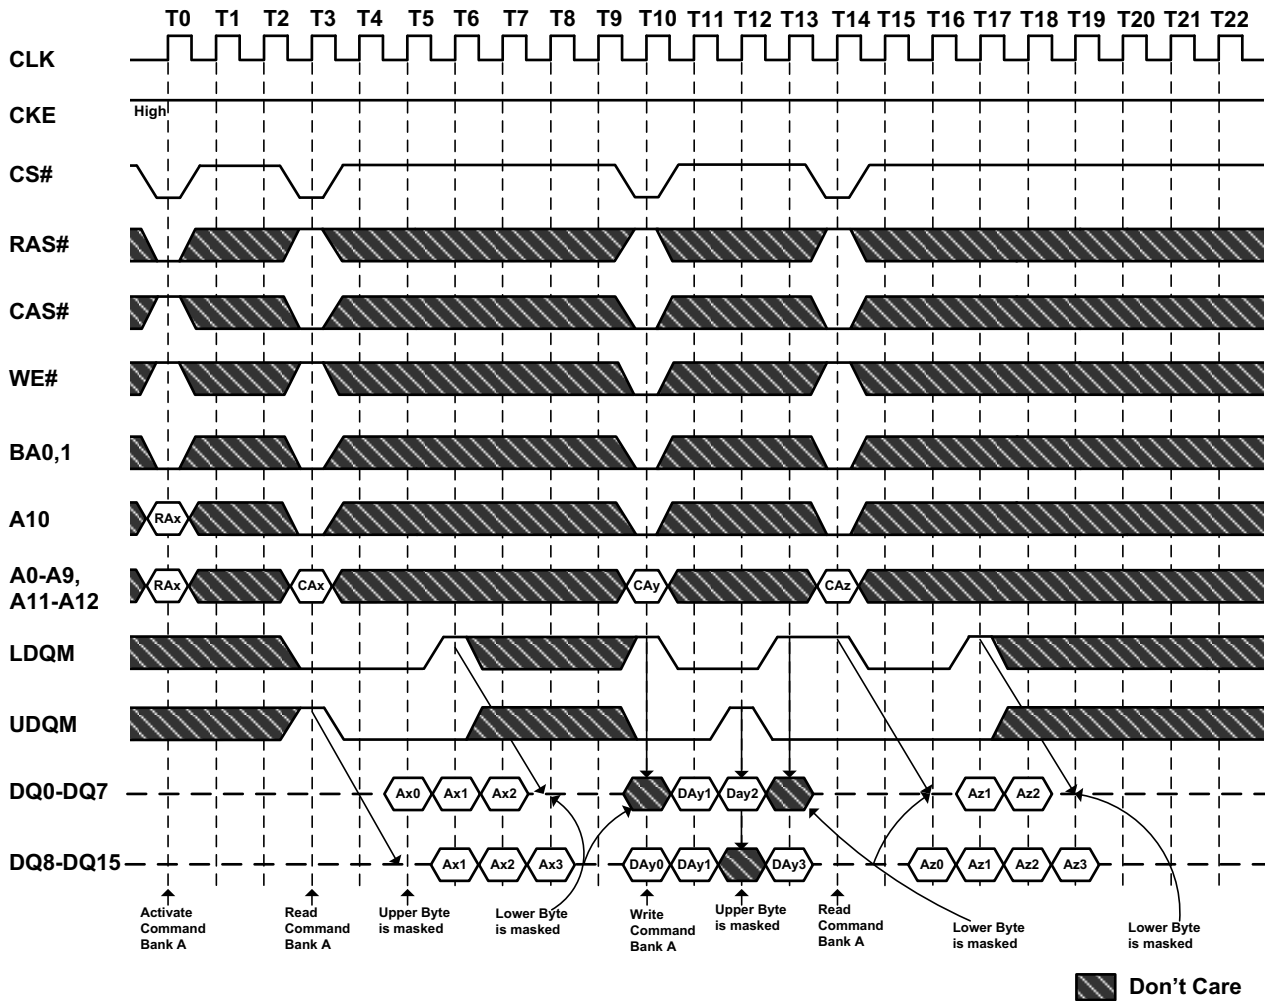 T0 T1 T2 T3 T4 T5 T6 T7 T8 T9 T10 T11 T12 T13 T14 T15 T16 T17 T18 T19 T20 T21 T22
CLK
CKE
High
CS#
RAS#
CAS#
WE#
BA0,1
A10
RAx
A0-A9,
A11-A12
RAx CAx CAy CAz
LDQM
UDQM
DQ0-DQ7
Ax0 Ax1 Ax2 DAy1 Day2 Az1 Az2
DQ8-DQ15
Ax1 Ax2 Ax3 DAy0 DAy1 DAy3 Az0 Az1 Az2 Az3
Activate
Command
Bank A
Read
Command
Bank A
Upper Byte
is masked
Lower Byte
is masked
Write
Command
Bank A
Upper Byte
is masked
Read
Command
Bank A
Lower Byte
is masked
Lower Byte
is masked
Don't Care